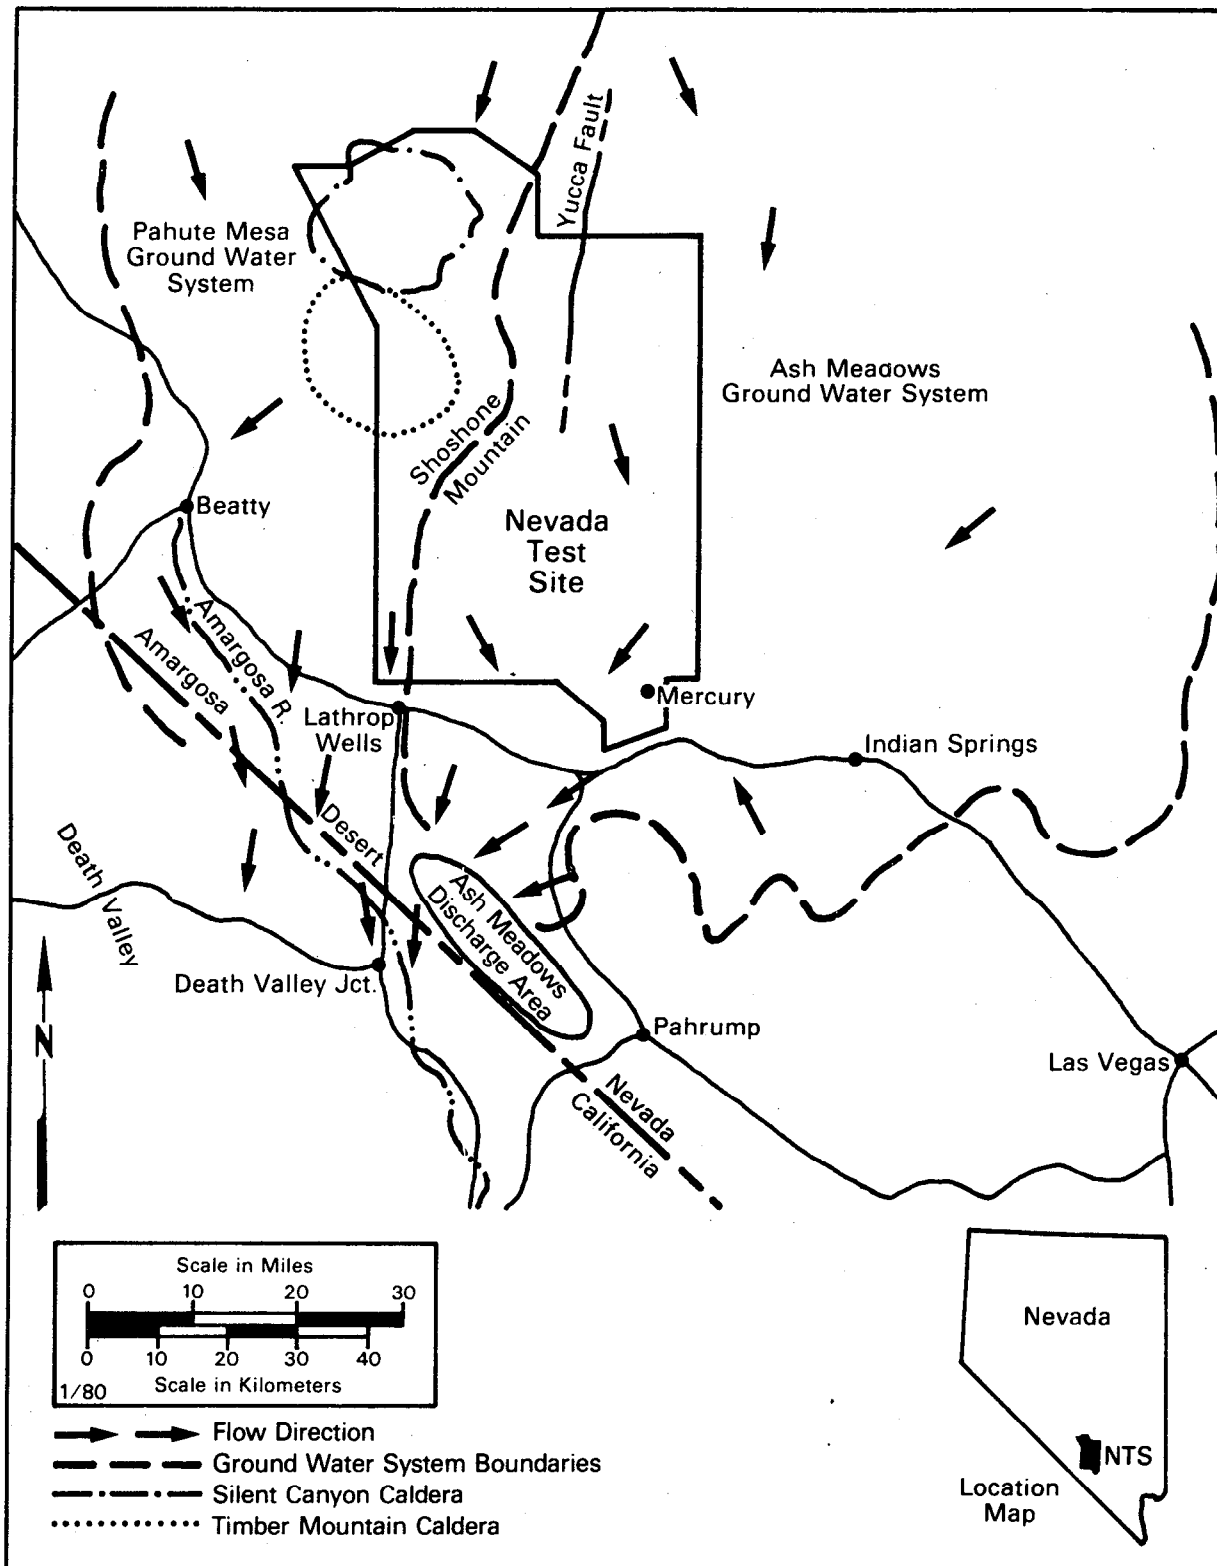 Yucca Fault
Pahute Mesa
Ground Water
System
Ash Meadows
Ground Water System
Shoshone
Mountain
Beatty
Nevada
Test
Site
Amargosa R.
Amargosa
Desert
Mercury
Lathrop
Wells
Indian Springs
Death Valley
Ash Meadows
Discharge Area
Death Valley Jct.
Pahrump
Las Vegas
N
Nevada
California
Scale in Miles
0 10 20 30
0 10 20 30 40
1/80 Scale in Kilometers
Flow Direction
Ground Water System Boundaries
Silent Canyon Caldera
Timber Mountain Caldera
Nevada
NTS
Location
Map